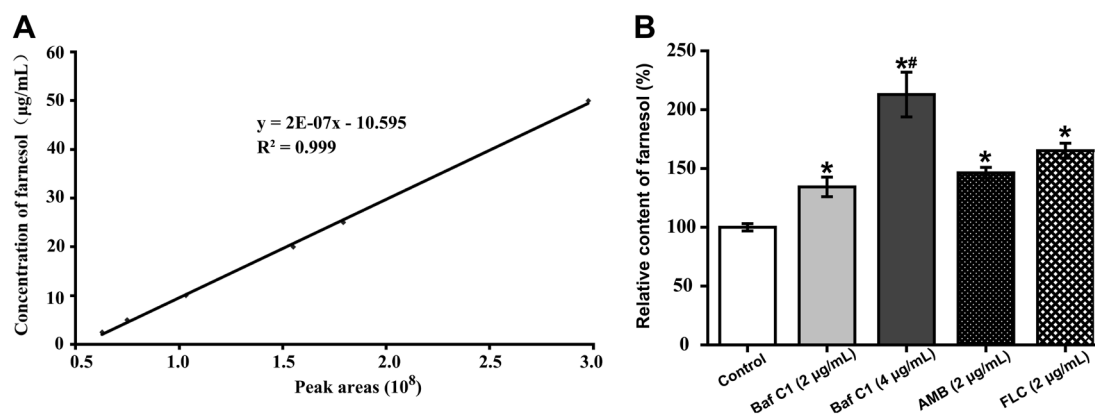 A
Concentration of farnesol（μg/mL）
60
50
40
30
20
10
0
y = 2E-07x - 10.595
R² = 0.999
0.5
1.0
1.5
2.0
2.5
3.0
Peak areas (10⁸)
B
Relative content of farnesol (%)
250
200
150
100
50
0
*
*#
*
*
Control
Baf C1 (2 μg/mL)
Baf C1 (4 μg/mL)
AMB (2 μg/mL)
FLC (2 μg/mL)